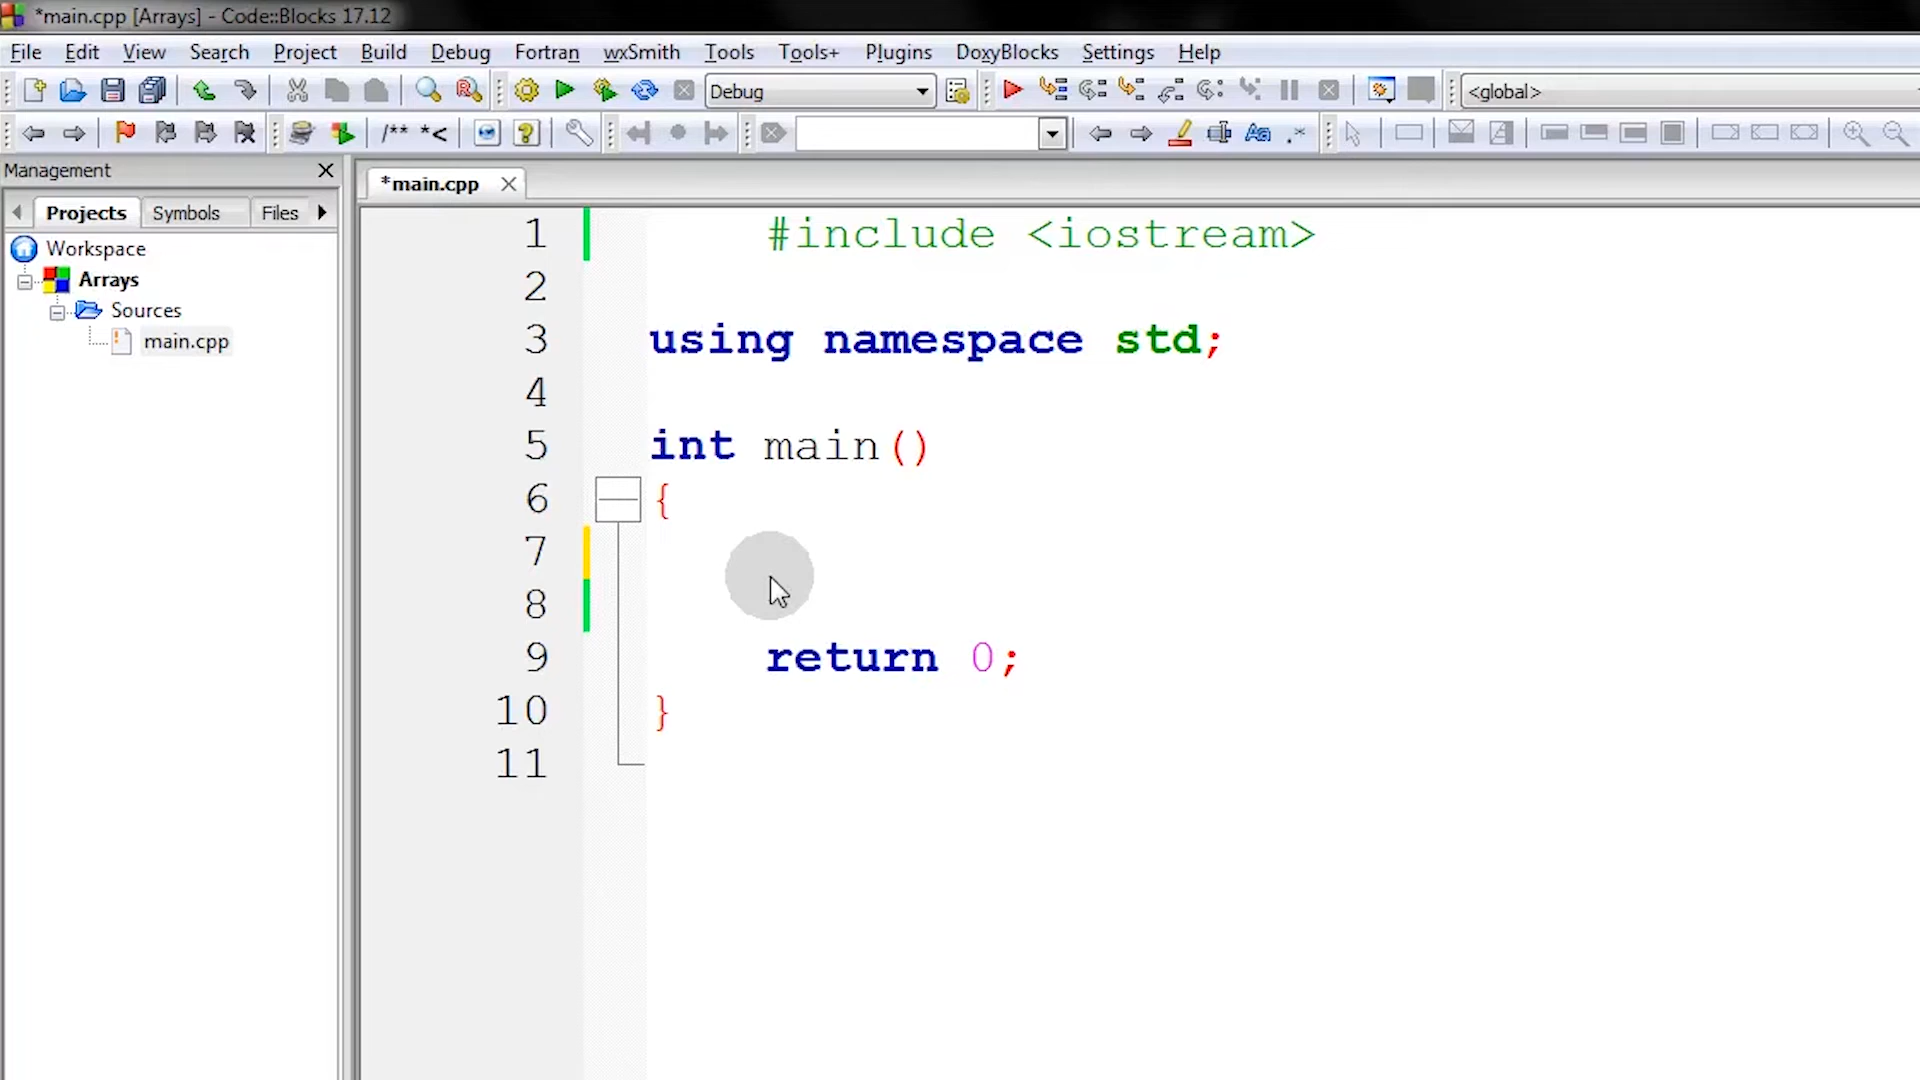 *main.cpp [Arrays] - Code::Blocks 17.12
File Edit View Search Project Build Debug Fortran wxSmith Tools Tools+ Plugins DoxyBlocks Settings Help
Debug <global>
/** *<
Management
Projects Symbols Files
*main.cpp
Workspace
Arrays
Sources
main.cpp
1 #include <iostream>
2
3 using namespace std;
4
5 int main()
6 {
7
8
9 return 0;
10 }
11